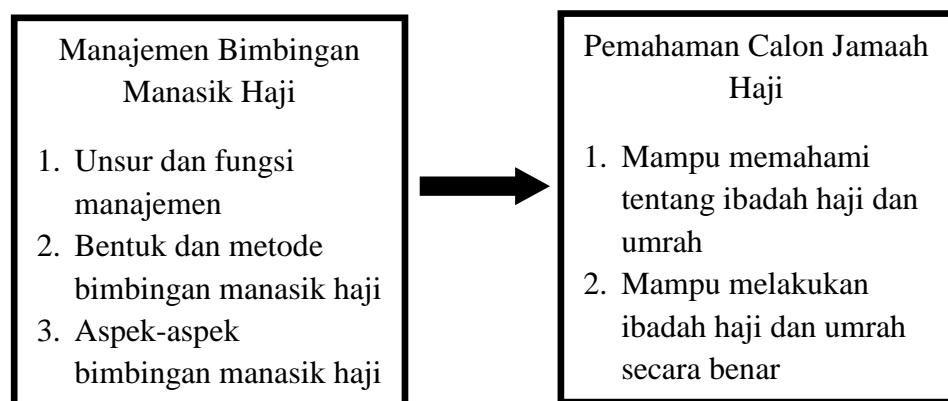 Manajemen Bimbingan
Manasik Haji
1. Unsur dan fungsi
manajemen
2. Bentuk dan metode
bimbingan manasik haji
3. Aspek-aspek
bimbingan manasik haji
Pemahaman Calon Jamaah
Haji
1. Mampu memahami
tentang ibadah haji dan
umrah
2. Mampu melakukan
ibadah haji dan umrah
secara benar